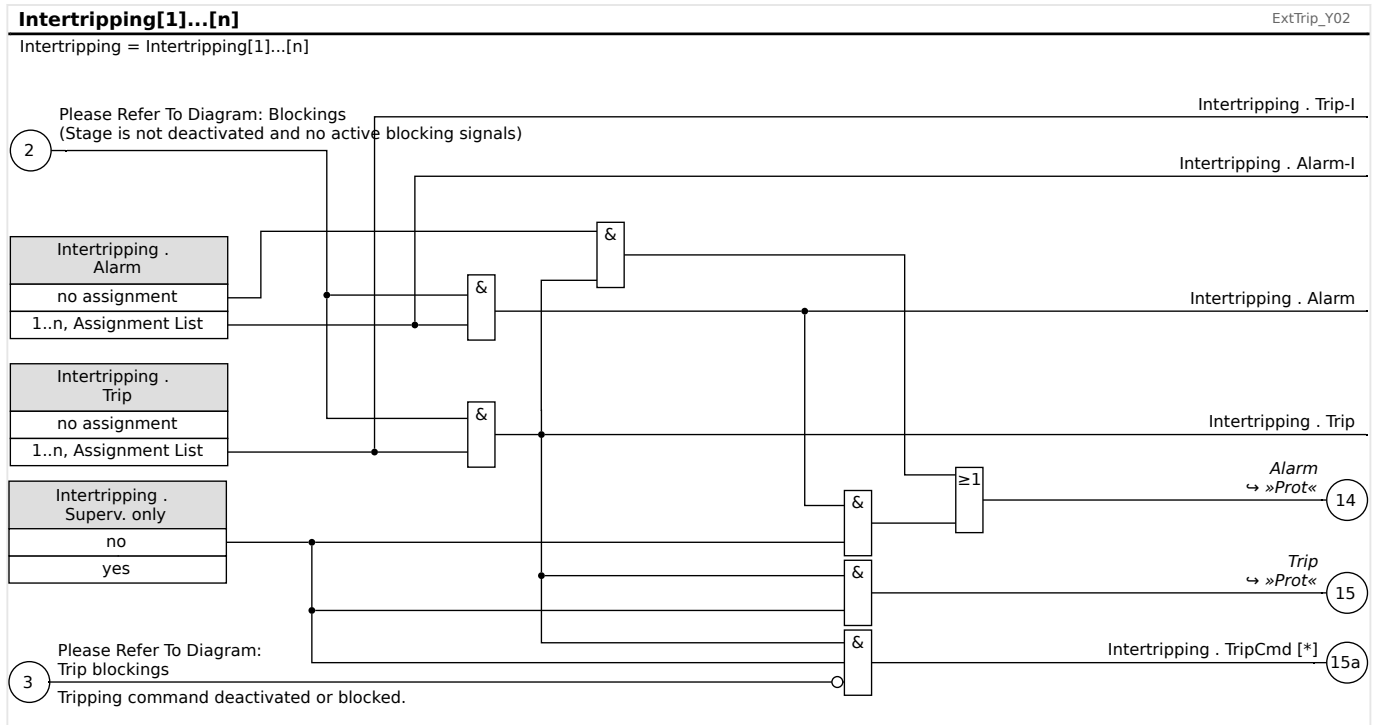 Intertripping[1]...[n]
ExtTrip_Y02
Intertripping = Intertripping[1]...[n]
Please Refer To Diagram: Blockings
(Stage is not deactivated and no active blocking signals)
2
Intertripping . Trip-I
Intertripping . Alarm-I
Intertripping .
Alarm
no assignment
1..n, Assignment List
&
&
Intertripping . Alarm
Intertripping .
Trip
no assignment
1..n, Assignment List
&
Intertripping . Trip
Intertripping .
Superv. only
no
yes
≥1
&
Alarm
↪ »Prot«
14
&
Trip
↪ »Prot«
15
&
Intertripping . TripCmd [*]
15a
Please Refer To Diagram:
Trip blockings
3
Tripping command deactivated or blocked.